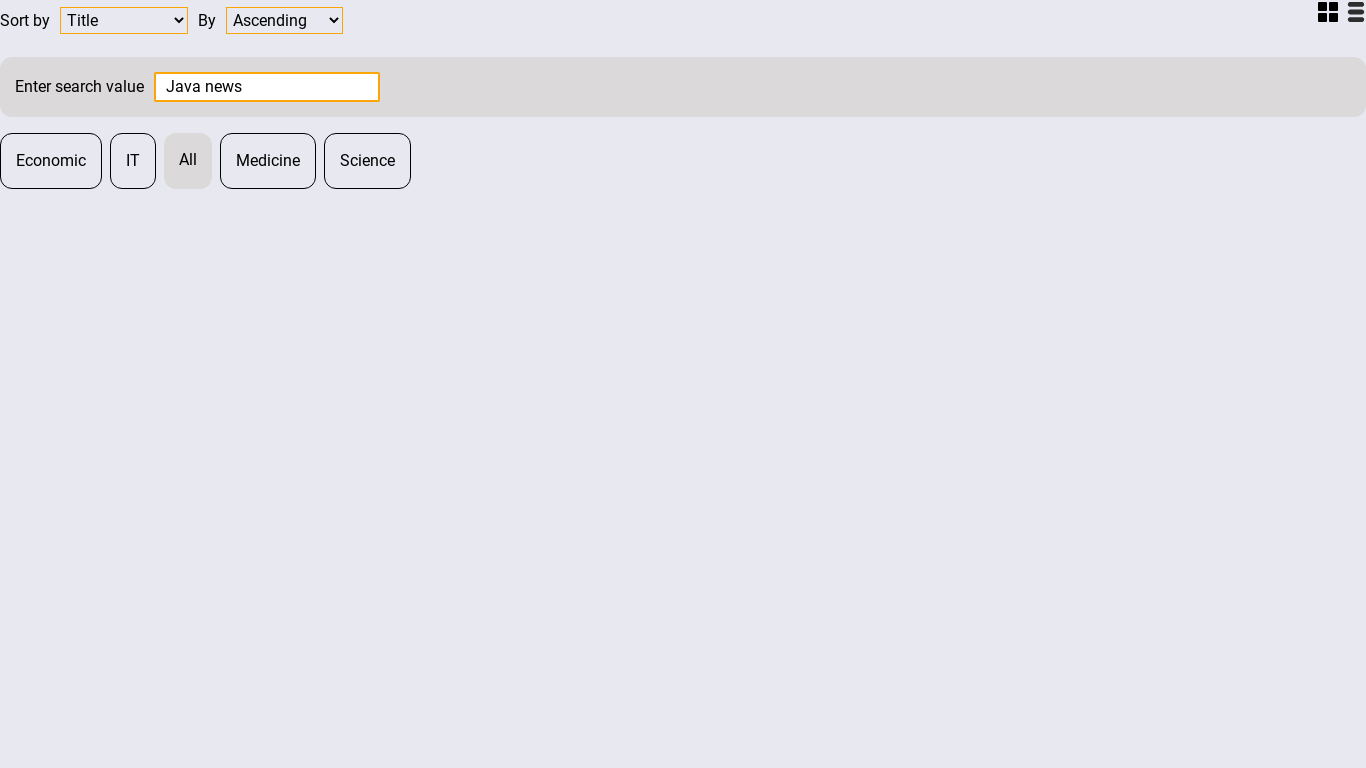 Sort by Title By Ascending
Enter search value Java news
Economic IT All Medicine Science